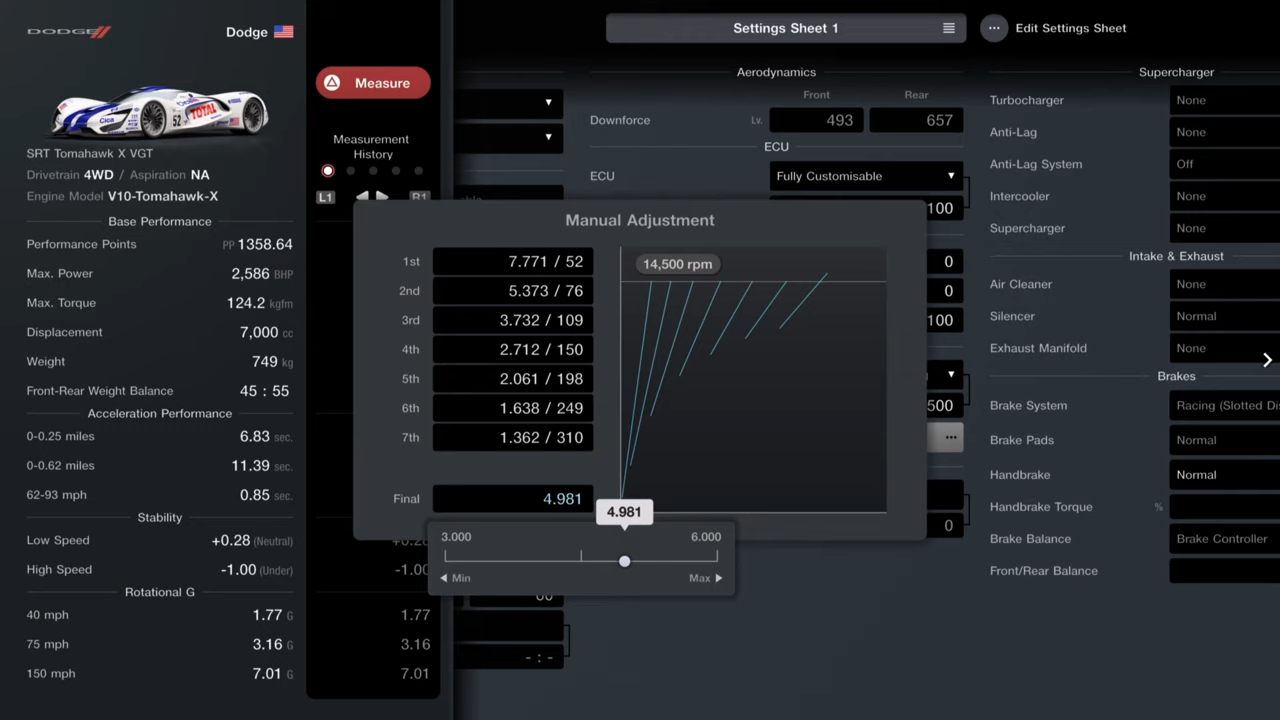 DODGE
Dodge
Settings Sheet 1
Edit Settings Sheet
Measure
Measurement
History
L1
R1
52
TOTAL
Cica
SRT Tomahawk X VGT
Drivetrain 4WD / Aspiration NA
Engine Model V10-Tomahawk-X
Base Performance
Performance Points PP 1358.64
Max. Power 2,586 BHP
Max. Torque 124.2 kgfm
Displacement 7,000 cc
Weight 749 kg
Front-Rear Weight Balance 45 : 55
Acceleration Performance
0-0.25 miles 6.83 sec.
0-0.62 miles 11.39 sec.
62-93 mph 0.85 sec.
Stability
Low Speed +0.28 (Neutral)
High Speed -1.00 (Under)
Rotational G
40 mph 1.77 G
75 mph 3.16 G
150 mph 7.01 G
+0.28
-1.00
1.77
3.16
7.01
Aerodynamics
Front Rear
Downforce Lv. 493 657
ECU
ECU Fully Customisable
100
0
0
100
500
0
Manual Adjustment
1st 7.771 / 52
2nd 5.373 / 76
3rd 3.732 / 109
4th 2.712 / 150
5th 2.061 / 198
6th 1.638 / 249
7th 1.362 / 310
Final 4.981
14,500 rpm
4.981
3.000 6.000
Min Max
- : -
Supercharger
Turbocharger None
Anti-Lag None
Anti-Lag System Off
Intercooler None
Supercharger None
Intake & Exhaust
Air Cleaner None
Silencer Normal
Exhaust Manifold None
Brakes
Brake System Racing (Slotted Di
Brake Pads Normal
Handbrake Normal
Handbrake Torque %
Brake Balance Brake Controller
Front/Rear Balance